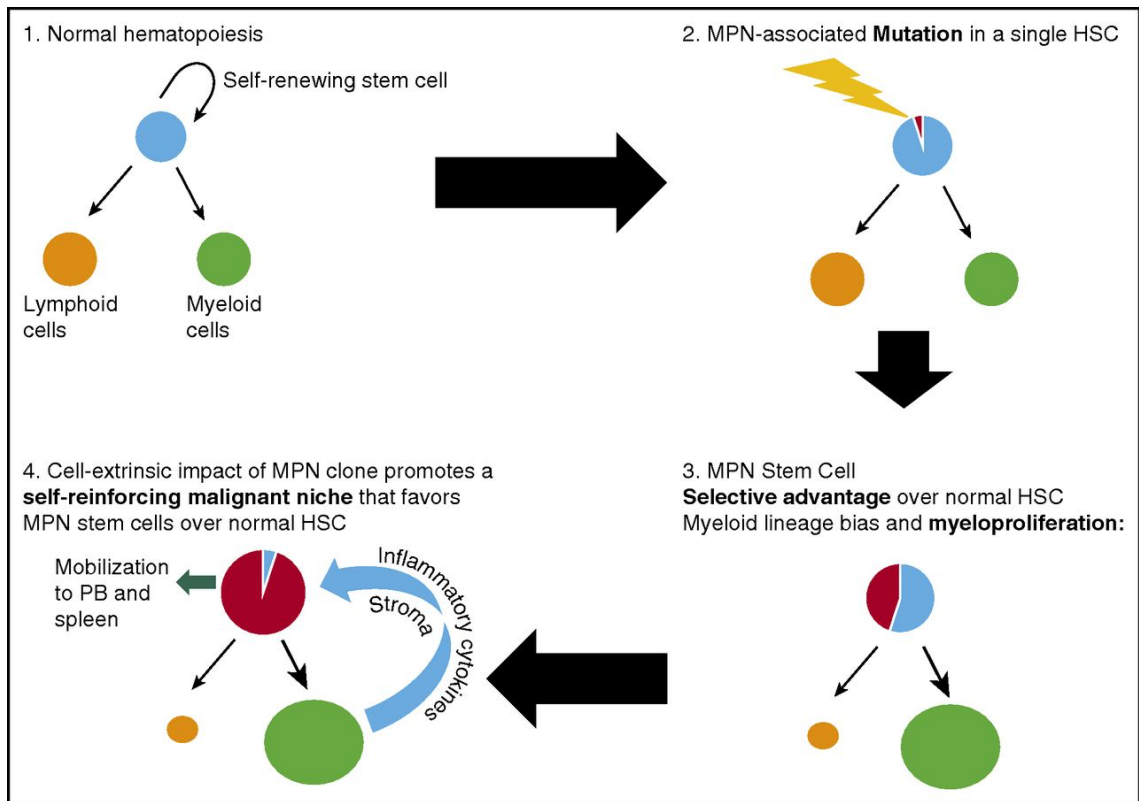 1. Normal hematopoiesis
Self-renewing stem cell
Lymphoid
cells
Myeloid
cells
2. MPN-associated Mutation in a single HSC
3. MPN Stem Cell
Selective advantage over normal HSC
Myeloid lineage bias and myeloproliferation:
4. Cell-extrinsic impact of MPN clone promotes a
self-reinforcing malignant niche that favors
MPN stem cells over normal HSC
Mobilization
to PB and
spleen
Inflammatory cytokines
Stroma